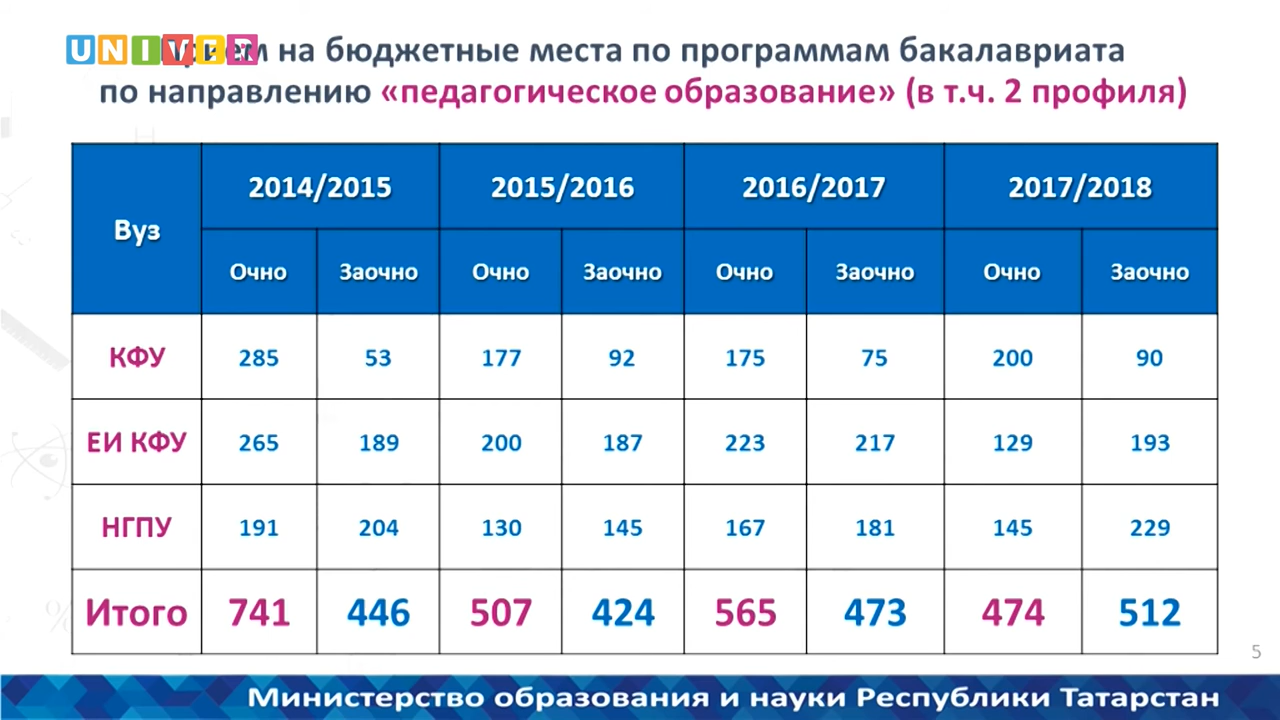 UNIVER
на бюджетные места по программам бакалавриата
по направлению «педагогическое образование» (в т.ч. 2 профиля)
Вуз 2014/2015 2015/2016 2016/2017 2017/2018
Очно Заочно Очно Заочно Очно Заочно Очно Заочно
КФУ 285 53 177 92 175 75 200 90
ЕИ КФУ 265 189 200 187 223 217 129 193
НГПУ 191 204 130 145 167 181 145 229
Итого 741 446 507 424 565 473 474 512
5
Министерство образования и науки Республики Татарстан